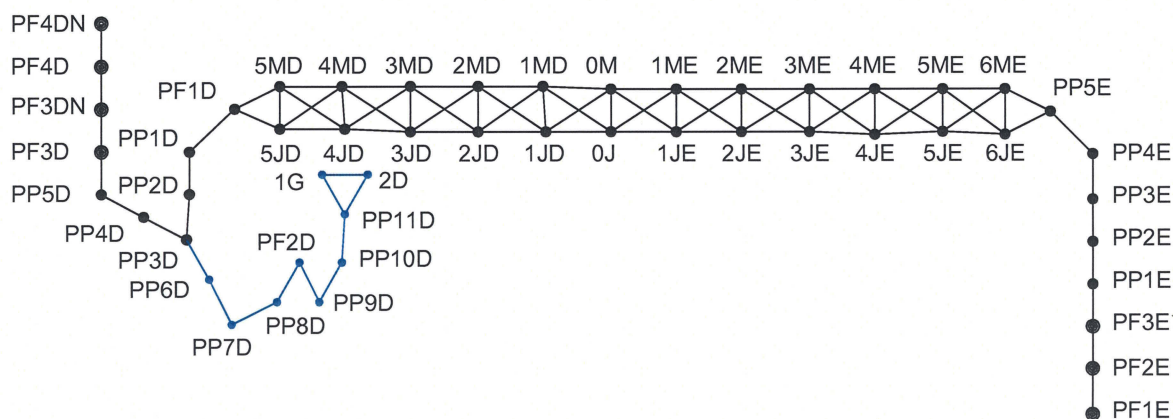 PF4DN
PF4D
5MD 4MD 3MD 2MD 1MD 0M 1ME 2ME 3ME 4ME 5ME 6ME
PF1D
PP5E
PF3DN
PP1D
PF3D
5JD 4JD 3JD 2JD 1JD 0J 1JE 2JE 3JE 4JE 5JE 6JE
PP4E
1G 2D
PP5D
PP2D
PP3E
PP11D
PP4D
PP3D
PF2D
PP10D
PP2E
PP6D
PP1E
PP9D
PP8D
PF3E
PP7D
PF2E
PF1E